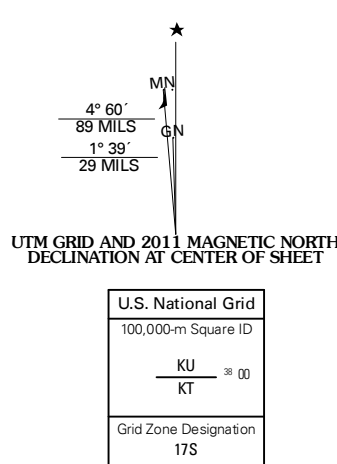 MN
4° 60´
89 MILS
GN
1° 39´
29 MILS
UTM GRID AND 2011 MAGNETIC NORTH
DECLINATION AT CENTER OF SHEET
U.S. National Grid
100,000-m Square ID
KU
38 00
KT
Grid Zone Designation
17S